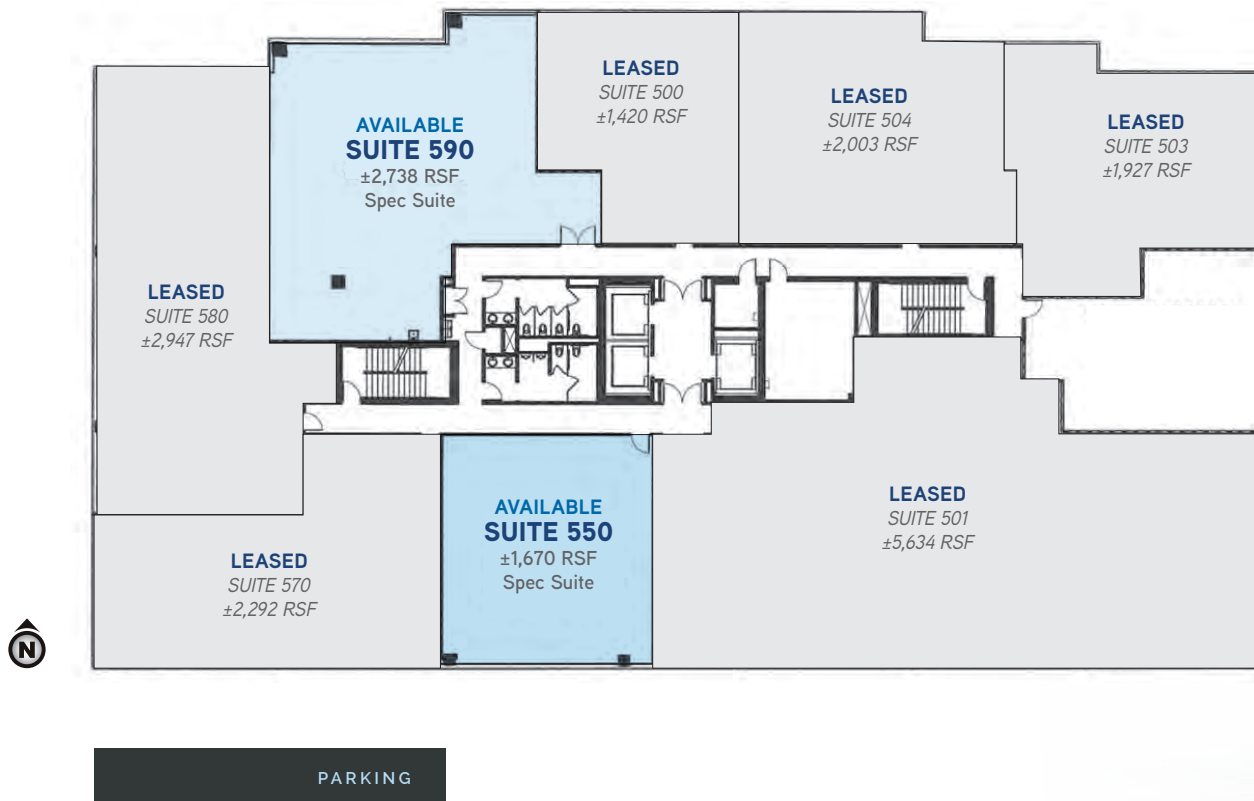 LEASED
SUITE 500
±1,420 RSF
LEASED
SUITE 504
±2,003 RSF
LEASED
SUITE 503
±1,927 RSF
AVAILABLE
SUITE 590
±2,738 RSF
Spec Suite
LEASED
SUITE 580
±2,947 RSF
LEASED
SUITE 501
±5,634 RSF
AVAILABLE
SUITE 550
±1,670 RSF
Spec Suite
LEASED
SUITE 570
±2,292 RSF
N
PARKING